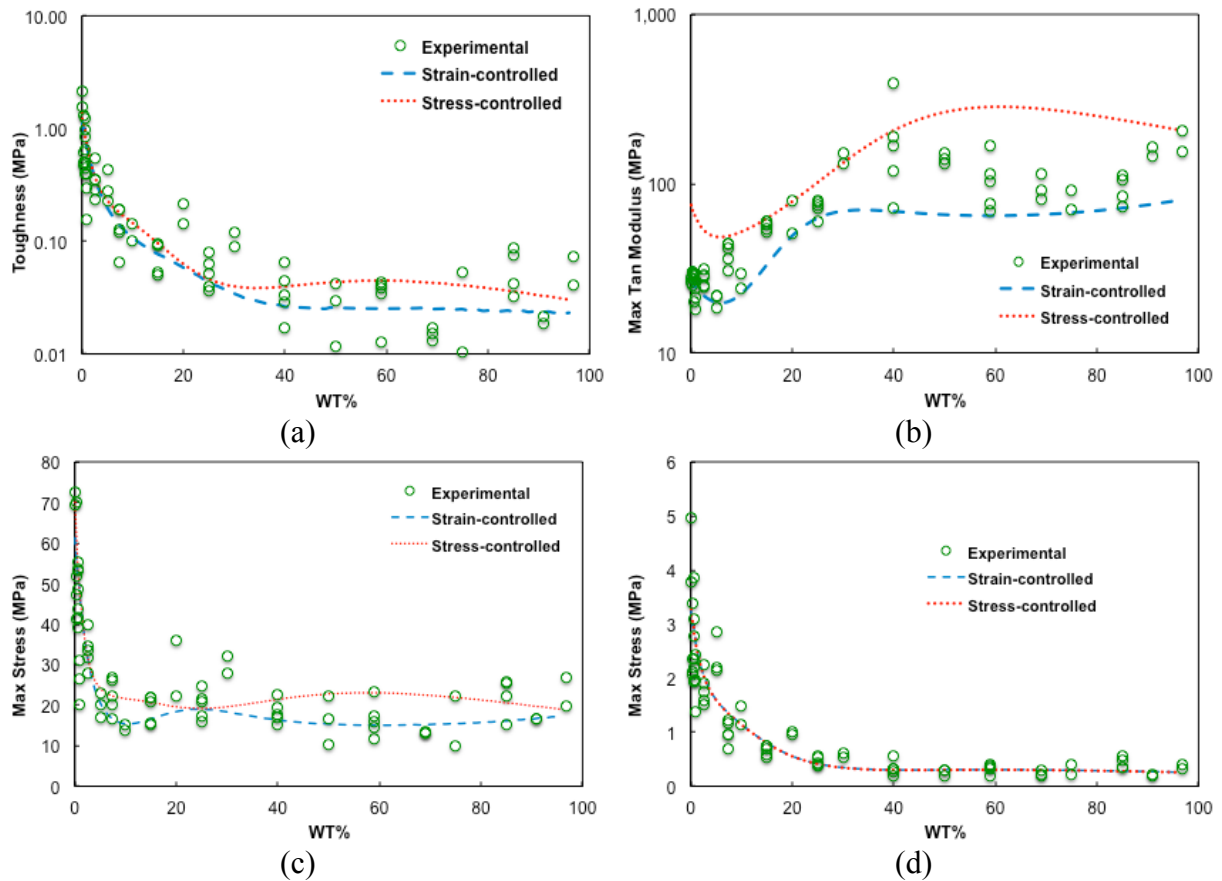 10.00
1.00
0.10
0.01
Toughness (MPa)
Experimental
Strain-controlled
Stress-controlled
0 20 40 60 80 100
WT%
(a)
1,000
100
10
Max Tan Modulus (MPa)
Experimental
Strain-controlled
Stress-controlled
0 20 40 60 80 100
WT%
(b)
80
70
60
50
40
30
20
10
0
Max Stress (MPa)
Experimental
Strain-controlled
Stress-controlled
0 20 40 60 80 100
WT%
(c)
6
5
4
3
2
1
0
Max Stress (MPa)
Experimental
Strain-controlled
Stress-controlled
0 20 40 60 80 100
WT%
(d)